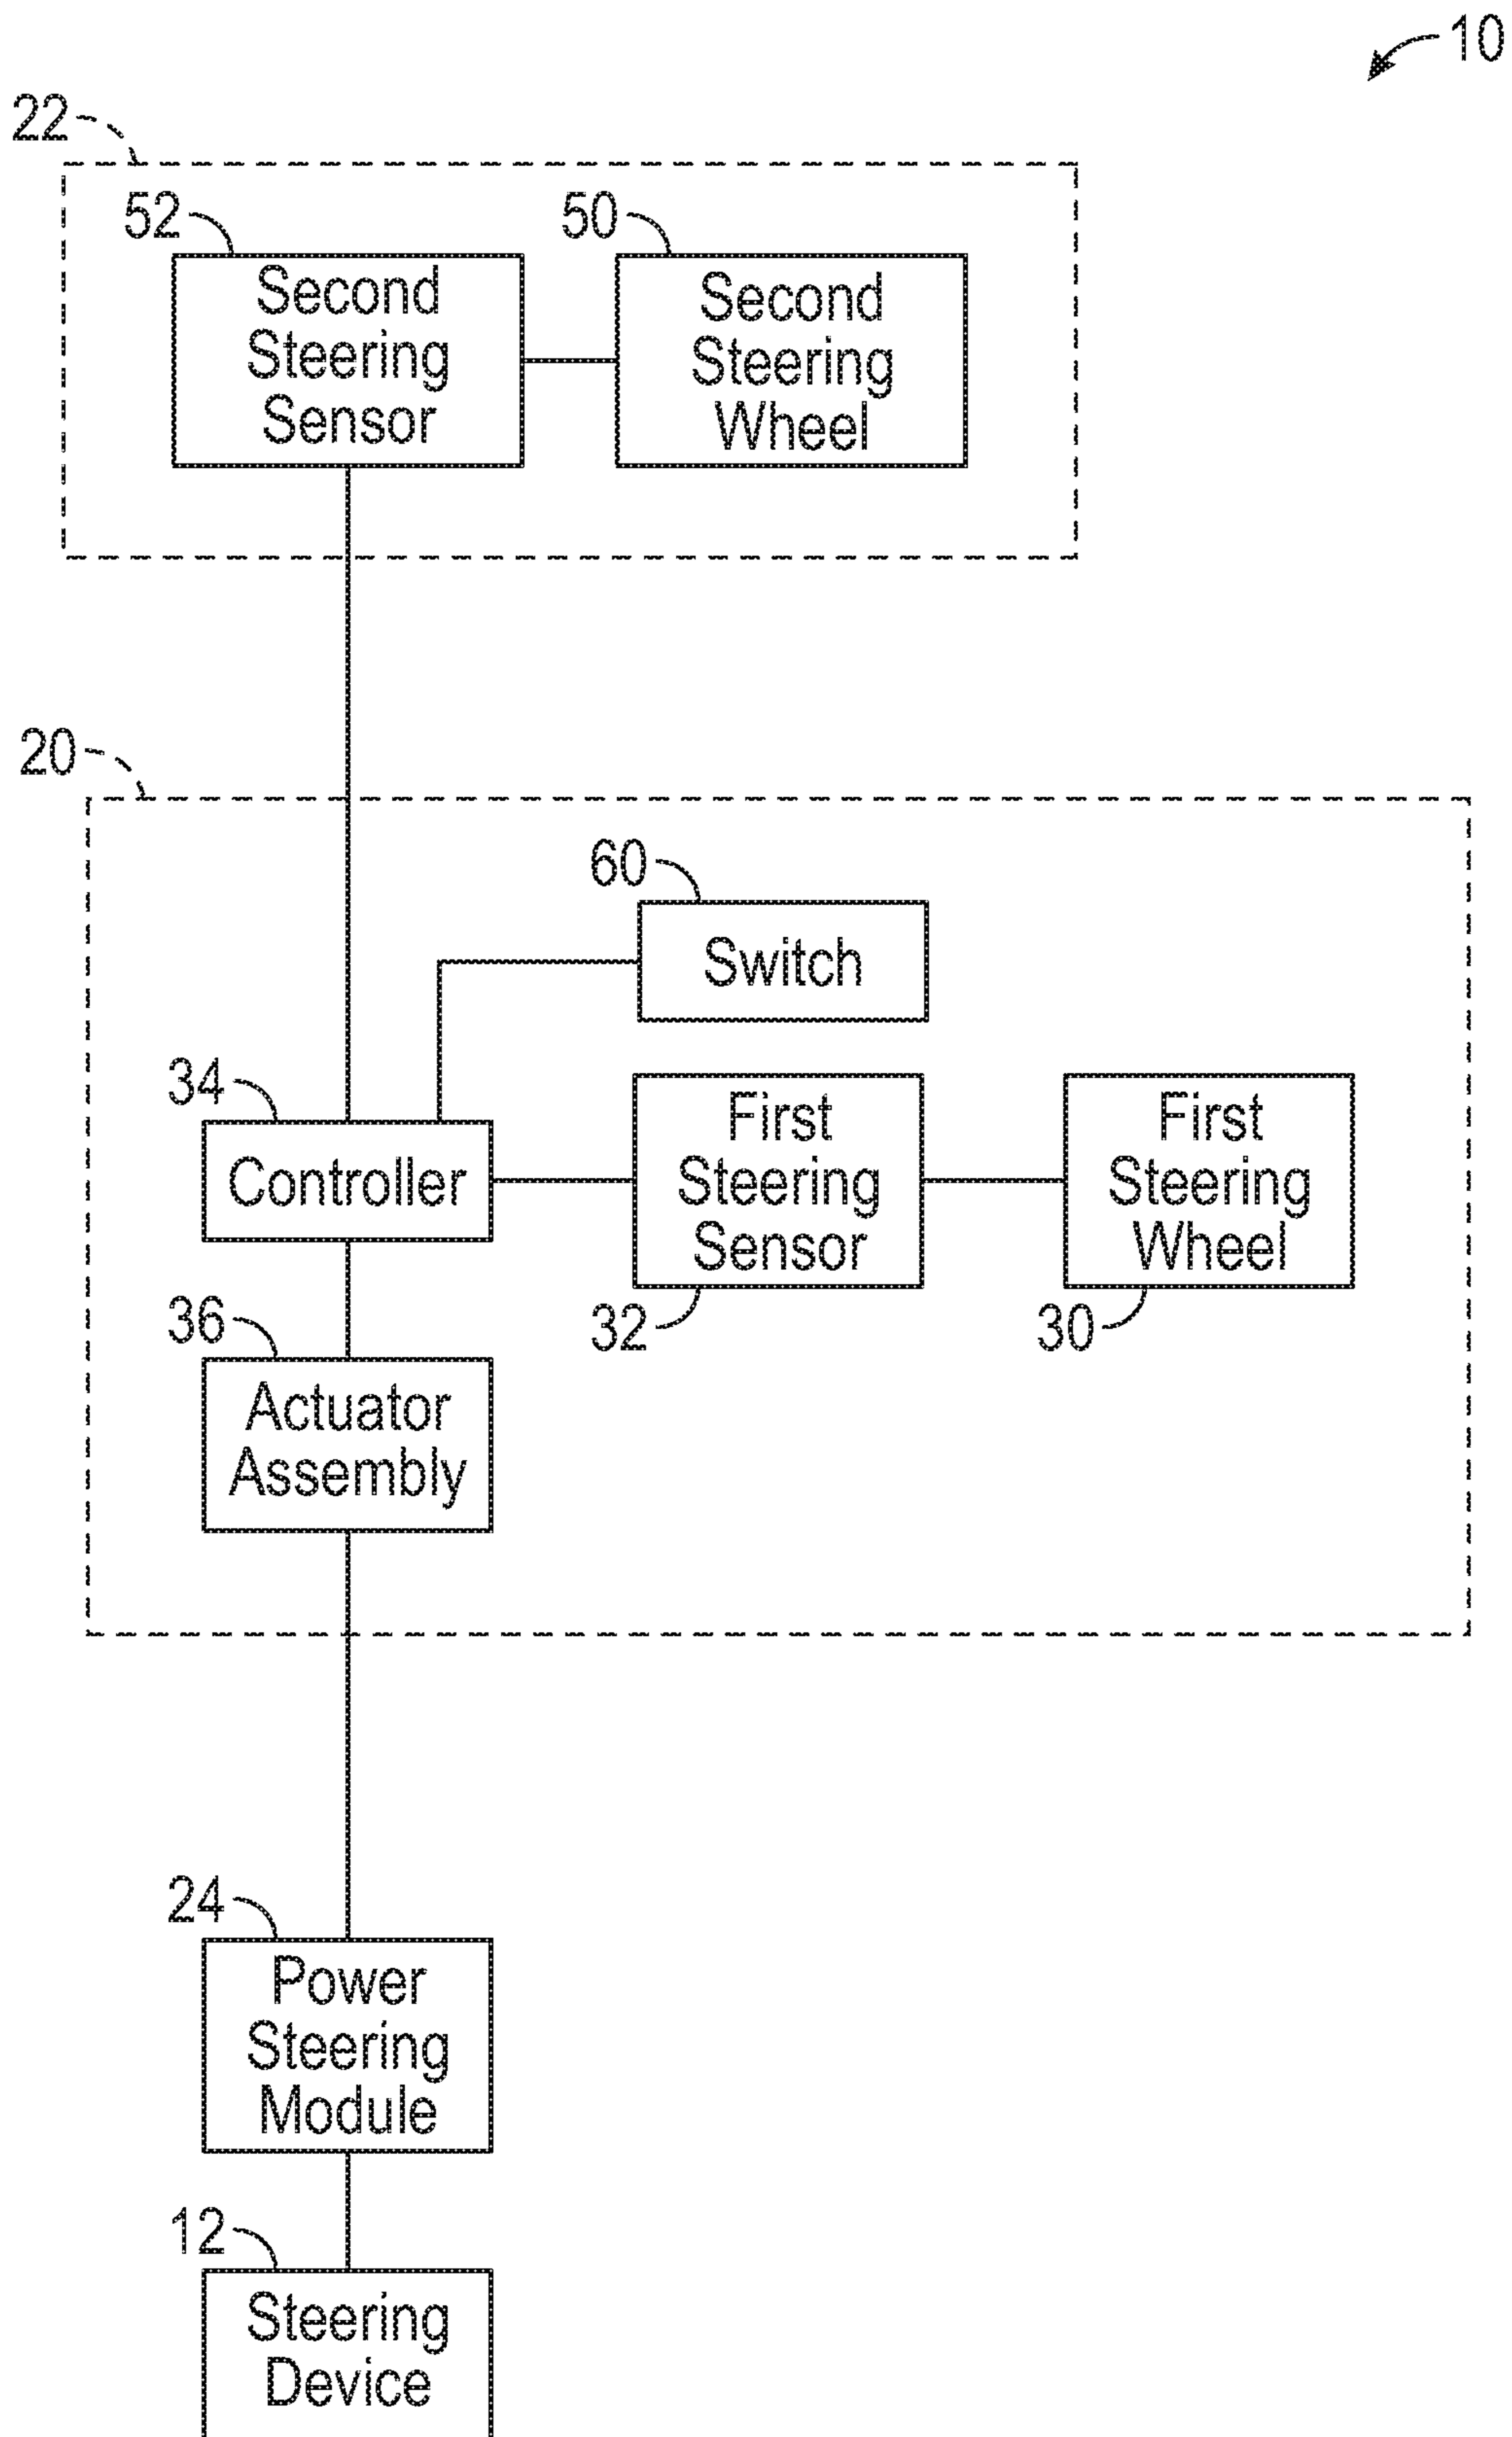 10
22
52
50
Second
Steering
Sensor
Second
Steering
Wheel
20
60
Switch
34
Controller
First
Steering
Sensor
First
Steering
Wheel
32
30
36
Actuator
Assembly
24
Power
Steering
Module
12
Steering
Device